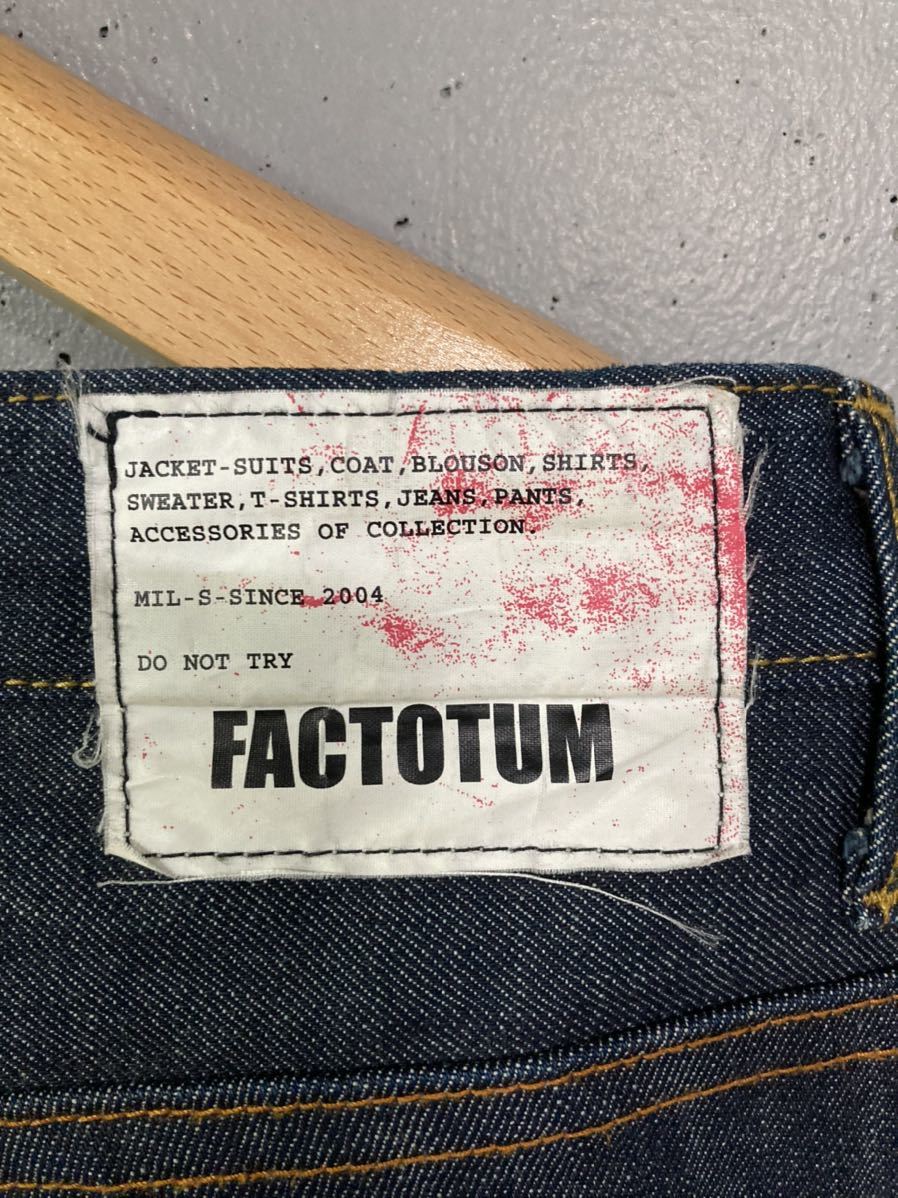 JACKET-SUITS,COAT,BLOUSON,SHIRTS,
SWEATER,T-SHIRTS,JEANS,PANTS,
ACCESSORIES OF COLLECTION.
MIL-S-SINCE 2004
DO NOT TRY
FACTOTUM